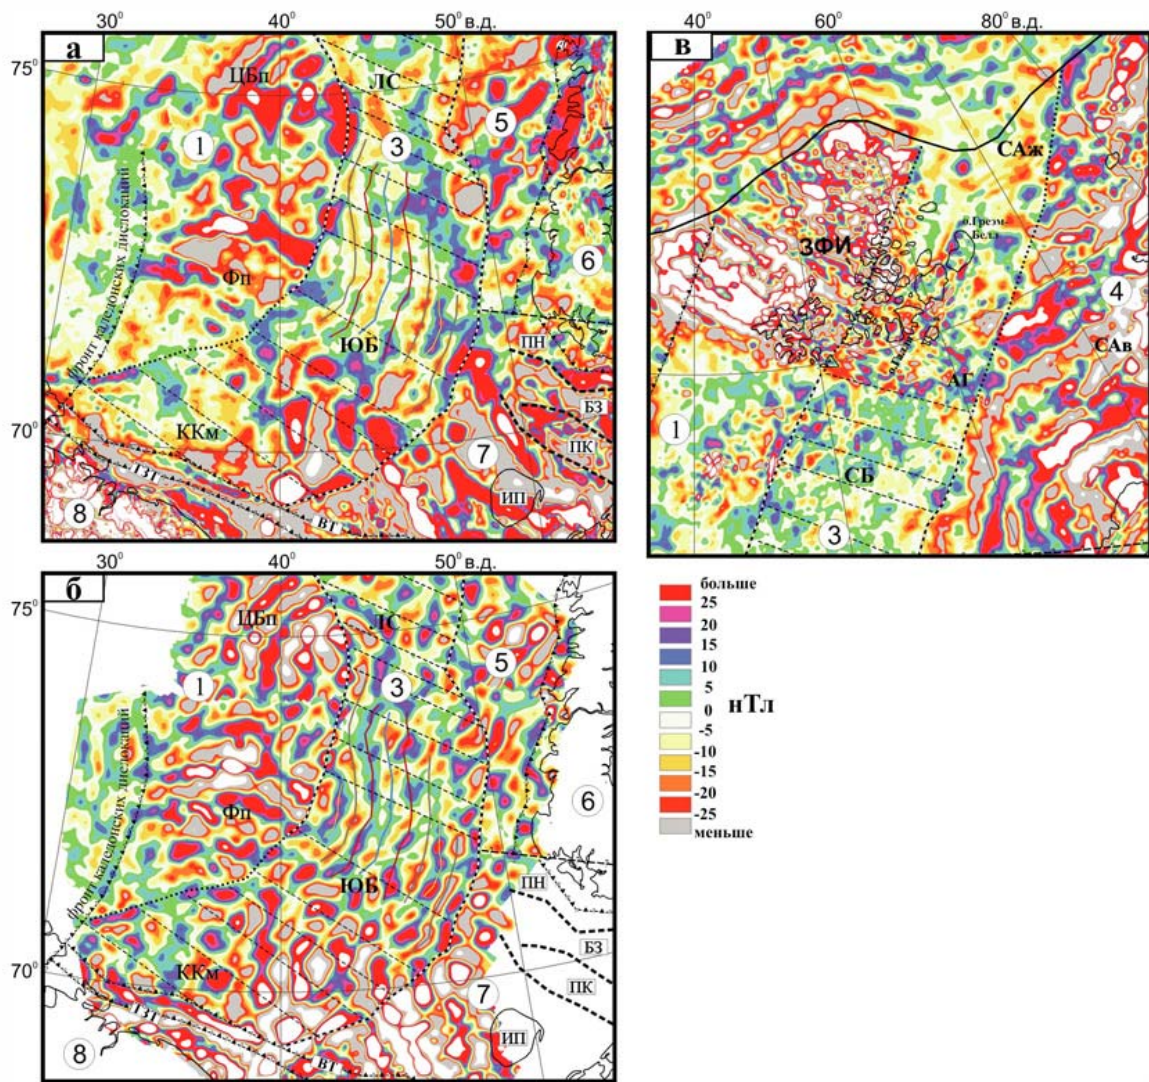 30° 40° 50° в.д.
а
75°
ЦБп
ЛС
5
1
3
фронт каледонских дислокаций
6
Фп
ЮБ
ПН
БЗ
70°
ККм
ПК
7
ТЗТ
ИП
8
ВТ
40° 60° 80° в.д.
в
САж
о.Грезм-Белл
ЗФИ
4
САв
АГ
1
СБ
3
30° 40° 50° в.д.
б
75°
ЦБп
ЛС
5
1
3
фронт каледонских дислокаций
6
Фп
ЮБ
ПН
БЗ
70°
ККм
ПК
7
ТЗТ
ИП
8
ВТ
больше
25
20
15
10
5
0
-5
-10
-15
-20
-25
меньше
нТл